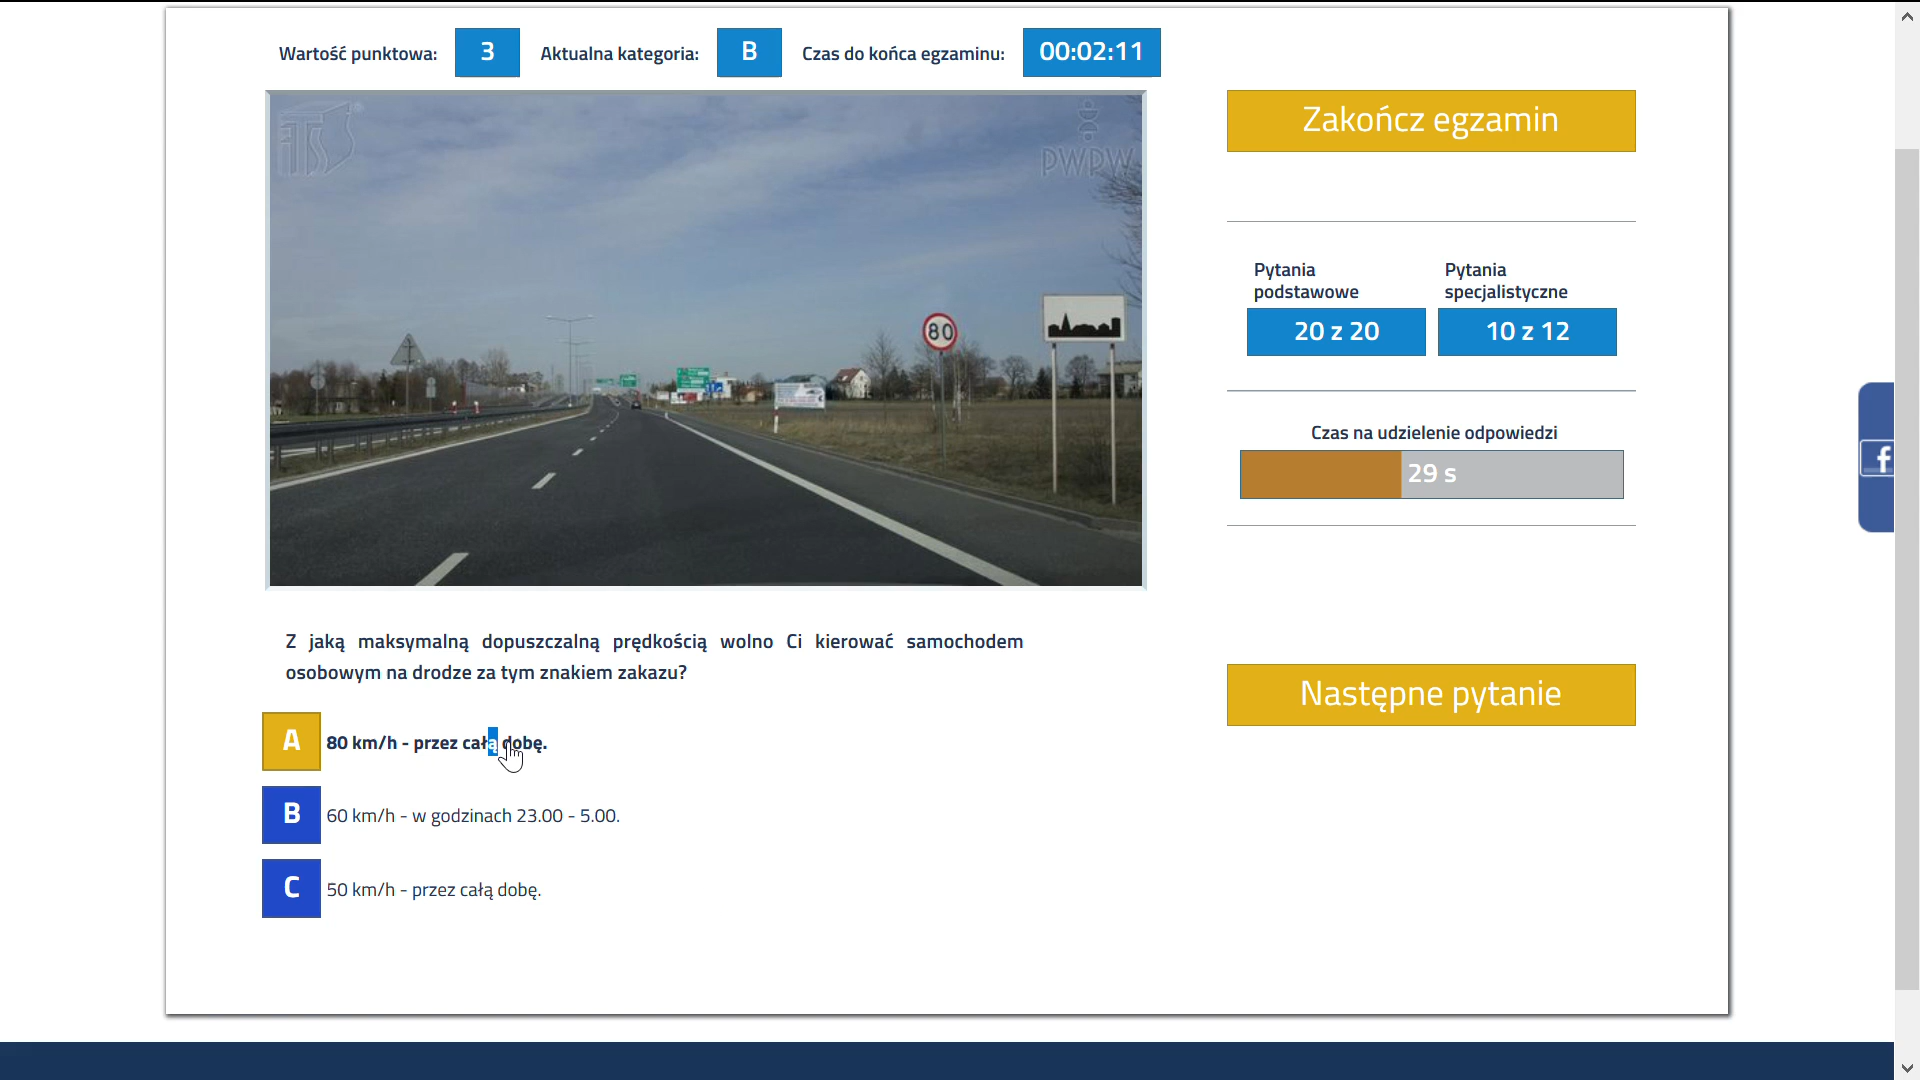 Wartość punktowa: 3 Aktualna kategoria: B Czas do końca egzaminu: 00:02:11
PWPW
80
Zakończ egzamin
Pytania podstawowe
20 z 20
Pytania specjalistyczne
10 z 12
Czas na udzielenie odpowiedzi
29 s
Z jaką maksymalną dopuszczalną prędkością wolno Ci kierować samochodem
osobowym na drodze za tym znakiem zakazu?
A 80 km/h - przez całą dobę.
B 60 km/h - w godzinach 23.00 - 5.00.
C 50 km/h - przez całą dobę.
Następne pytanie
f